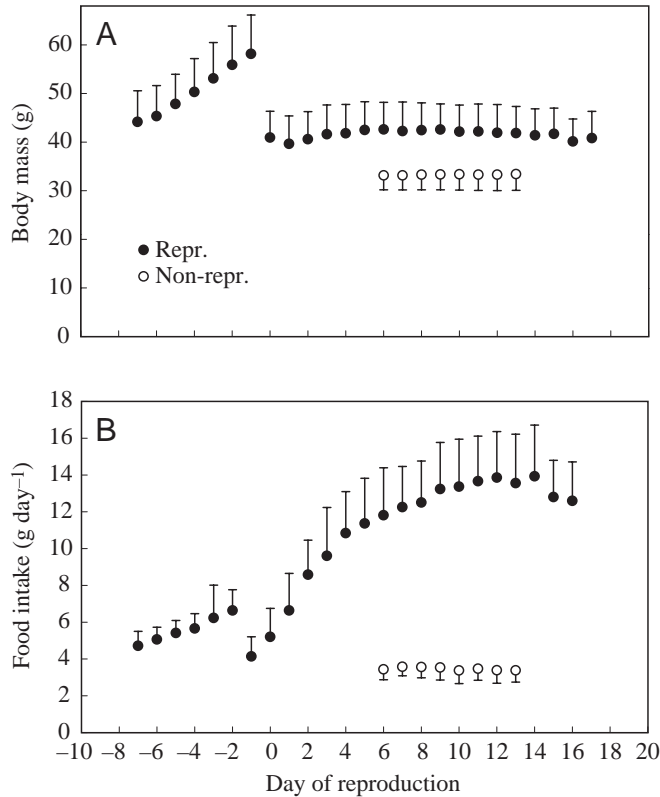 A
60
50
40
30
20
10
0
Body mass (g)
Repr.
Non-repr.
B
18
16
14
12
10
8
6
4
2
0
Food intake (g day–1)
–10 –8 –6 –4 –2 0 2 4 6 8 10 12 14 16 18 20
Day of reproduction